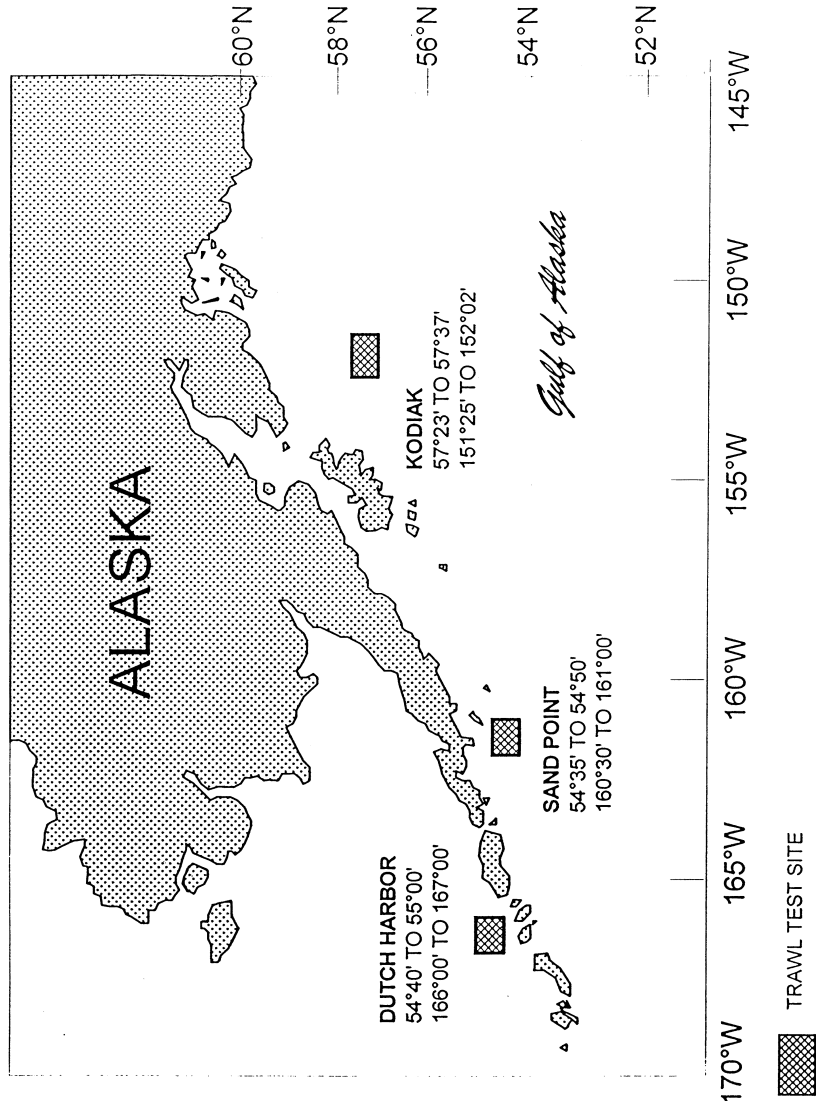 ALASKA
DUTCH HARBOR
54°40' TO 55°00'
166°00' TO 167°00'
SAND POINT
54°35' TO 54°50'
160°30' TO 161°00'
KODIAK
57°23' TO 57°37'
151°25' TO 152°02'
Gulf of Alaska
60°N
58°N
56°N
54°N
52°N
170°W
165°W
160°W
155°W
150°W
145°W
TRAWL TEST SITE